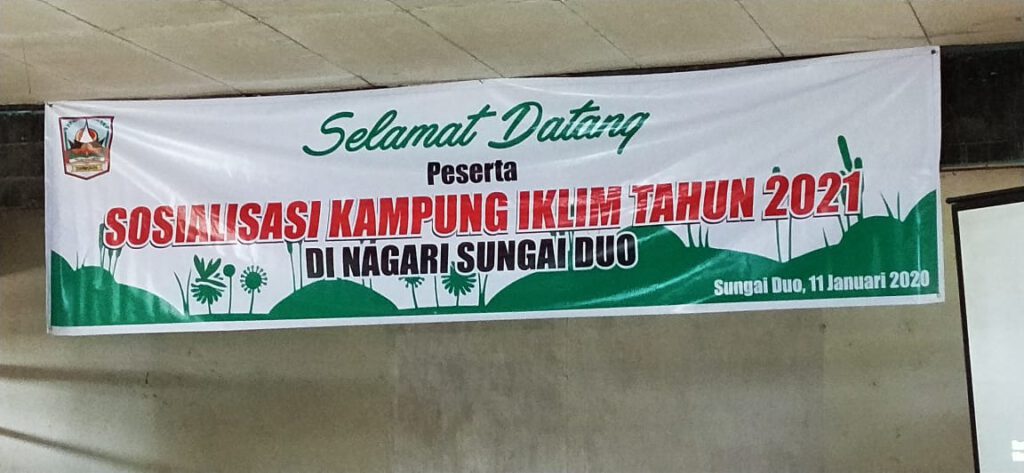 Selamat Datang
Peserta
SOSIALISASI KAMPUNG IKLIM TAHUN 2021
DI NAGARI SUNGAI DUO
Sungai Duo, 11 Januari 2020